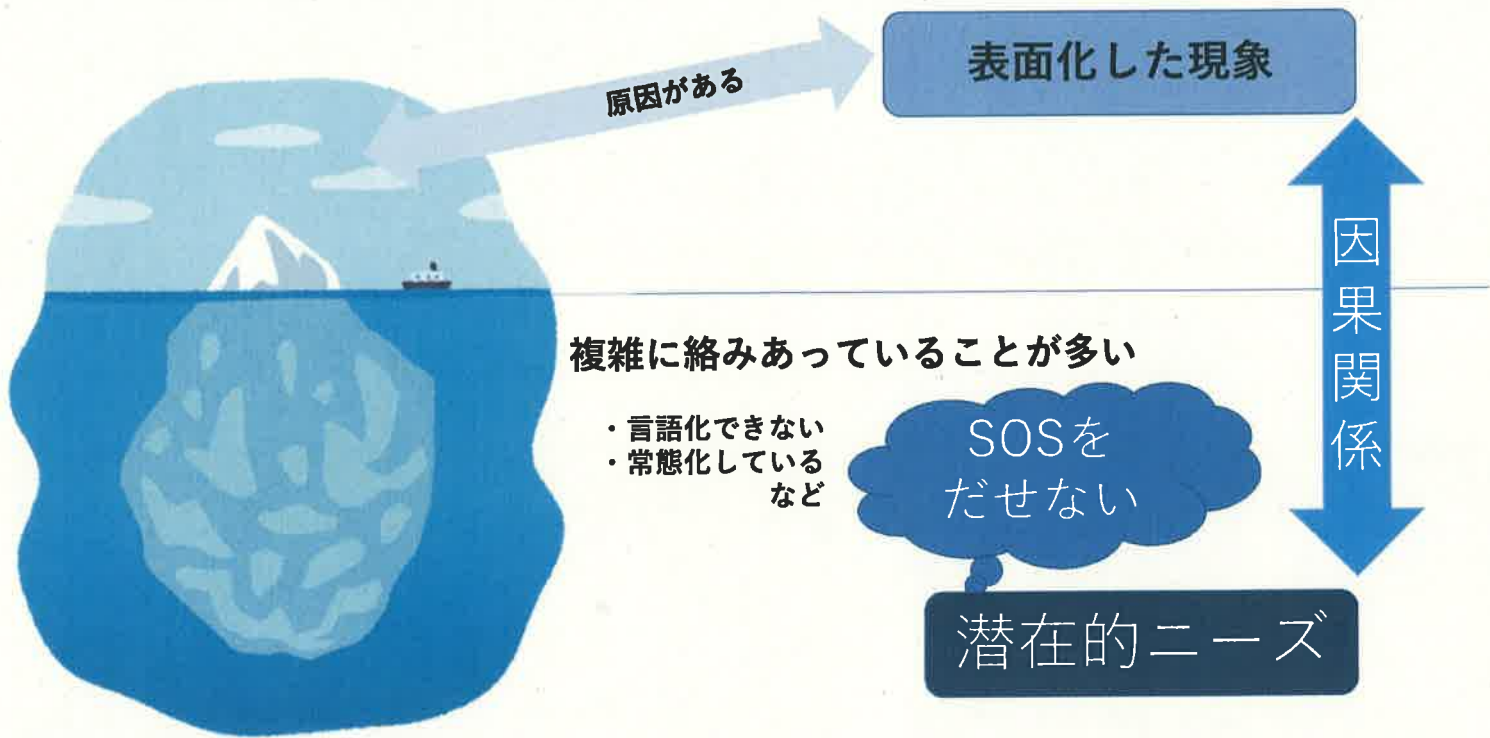 原因がある
表面化した現象
因果関係
複雑に絡みあっていることが多い
・言語化できない
・常態化している
など
SOSを
だせない
潜在的ニーズ